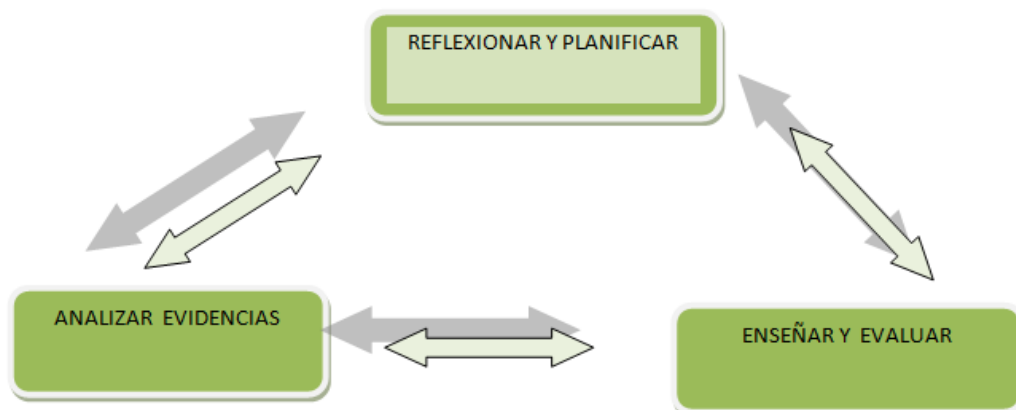 REFLEXIONAR Y PLANIFICAR
ANALIZAR EVIDENCIAS
ENSEÑAR Y EVALUAR